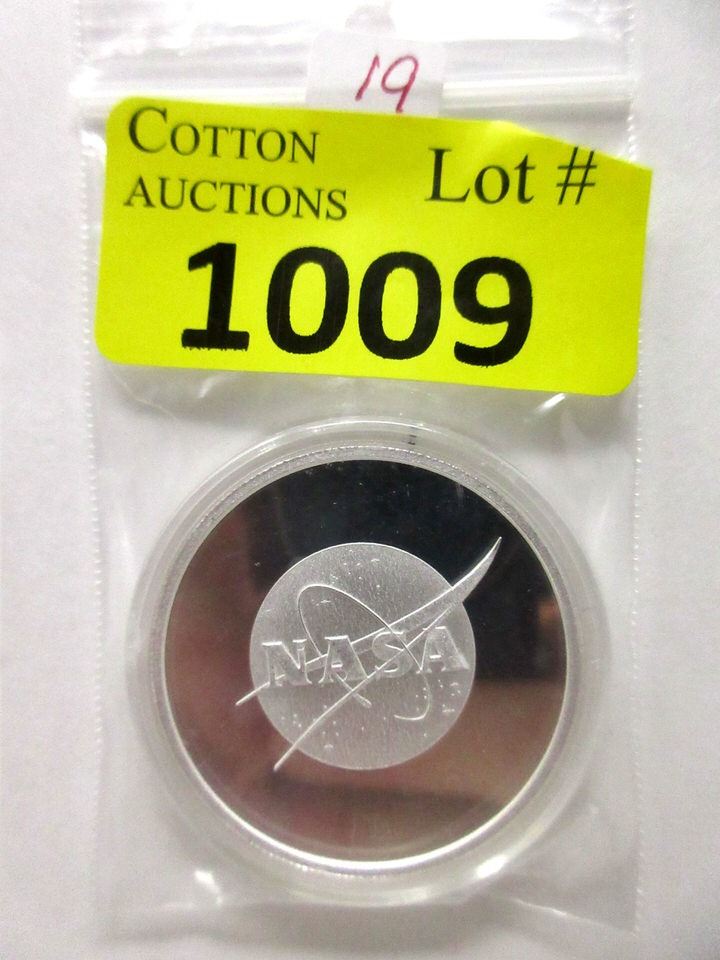 19
COTTON
AUCTIONS
Lot #
1009
NASA